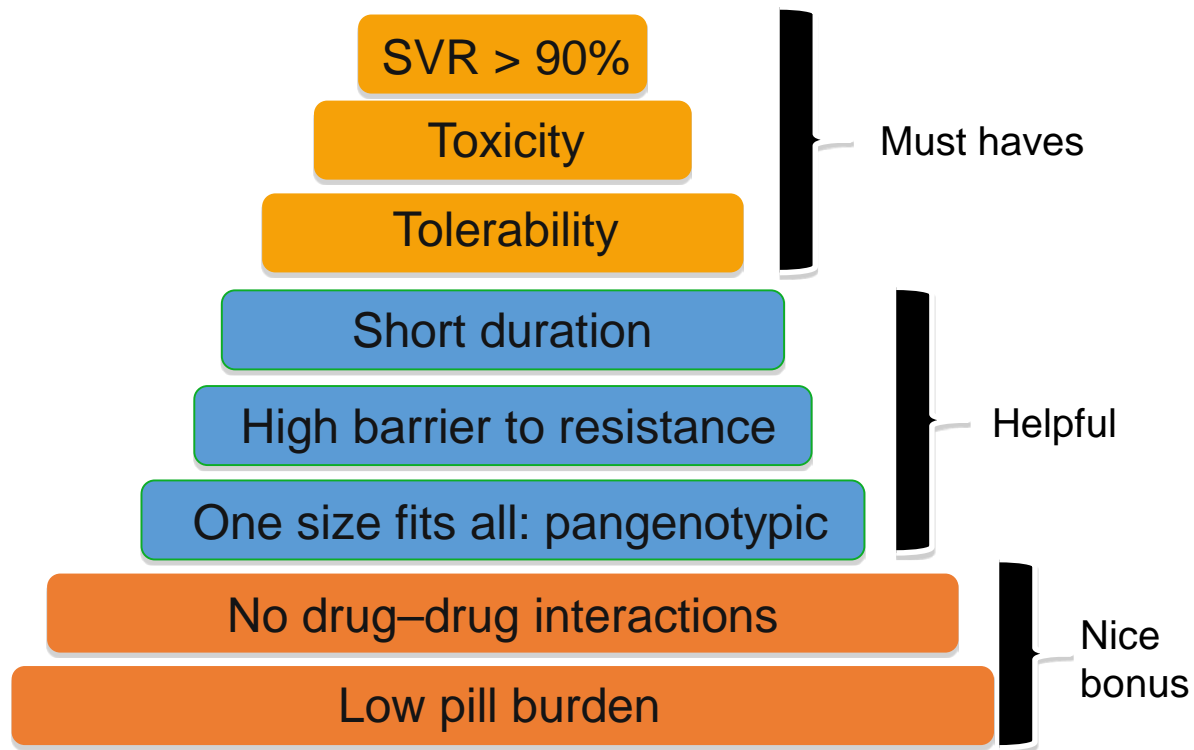 SVR > 90%
Toxicity
Tolerability
Must haves
Short duration
High barrier to resistance
One size fits all: pangenotypic
Helpful
No drug–drug interactions
Low pill burden
Nice
bonus